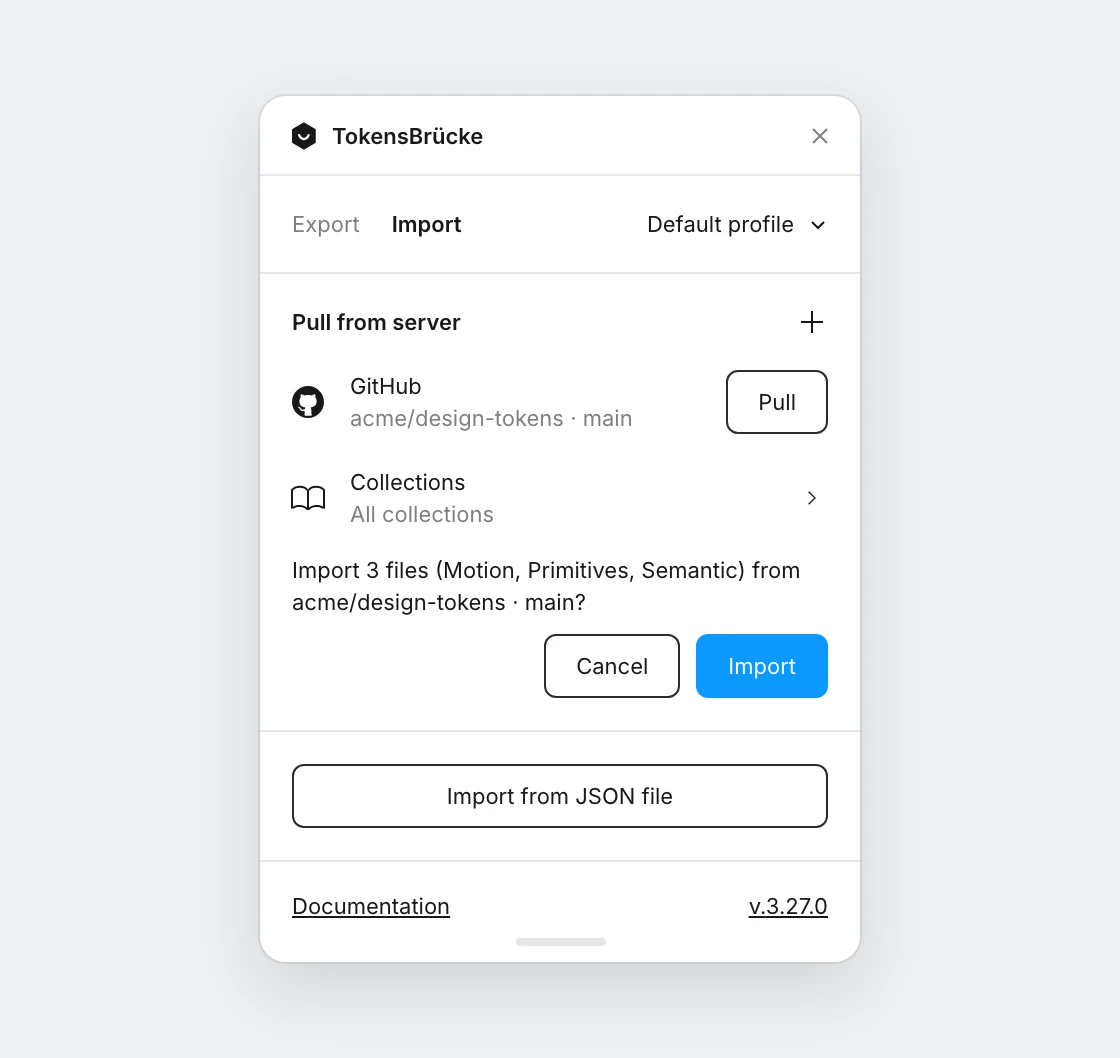 TokensBrücke
Export Import Default profile
Pull from server
GitHub
acme/design-tokens · main
Pull
Collections
All collections
Import 3 files (Motion, Primitives, Semantic) from
acme/design-tokens · main?
Cancel Import
Import from JSON file
Documentation v.3.27.0